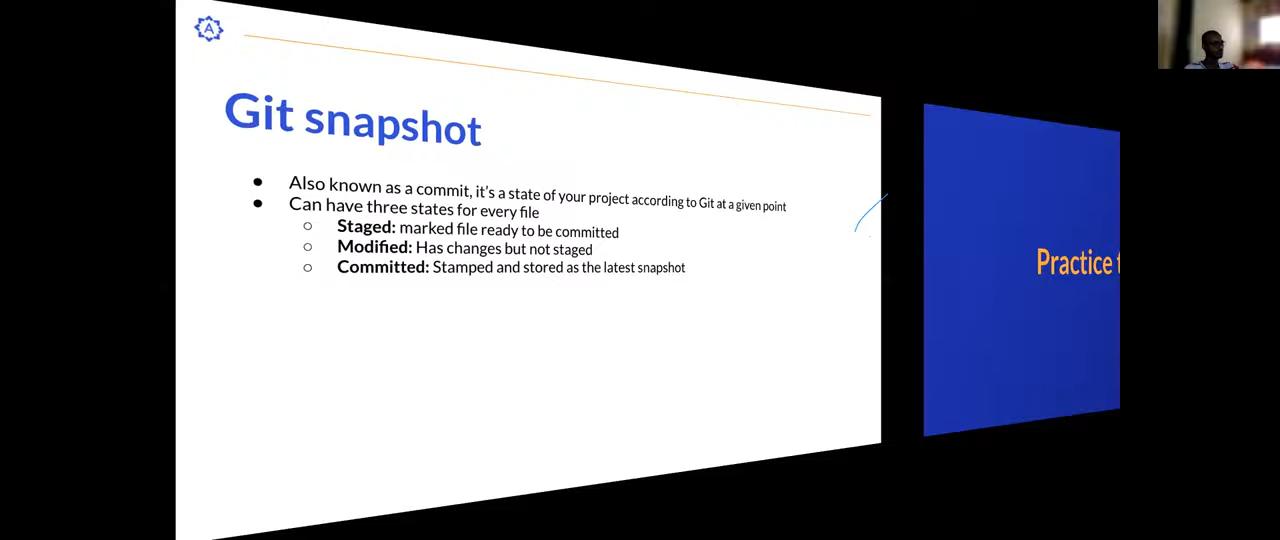 A
Git snapshot
● Also known as a commit, it's a state of your project according to Git at a given point
● Can have three states for every file
○ Staged: marked file ready to be committed
○ Modified: Has changes but not staged
○ Committed: Stamped and stored as the latest snapshot
Practice